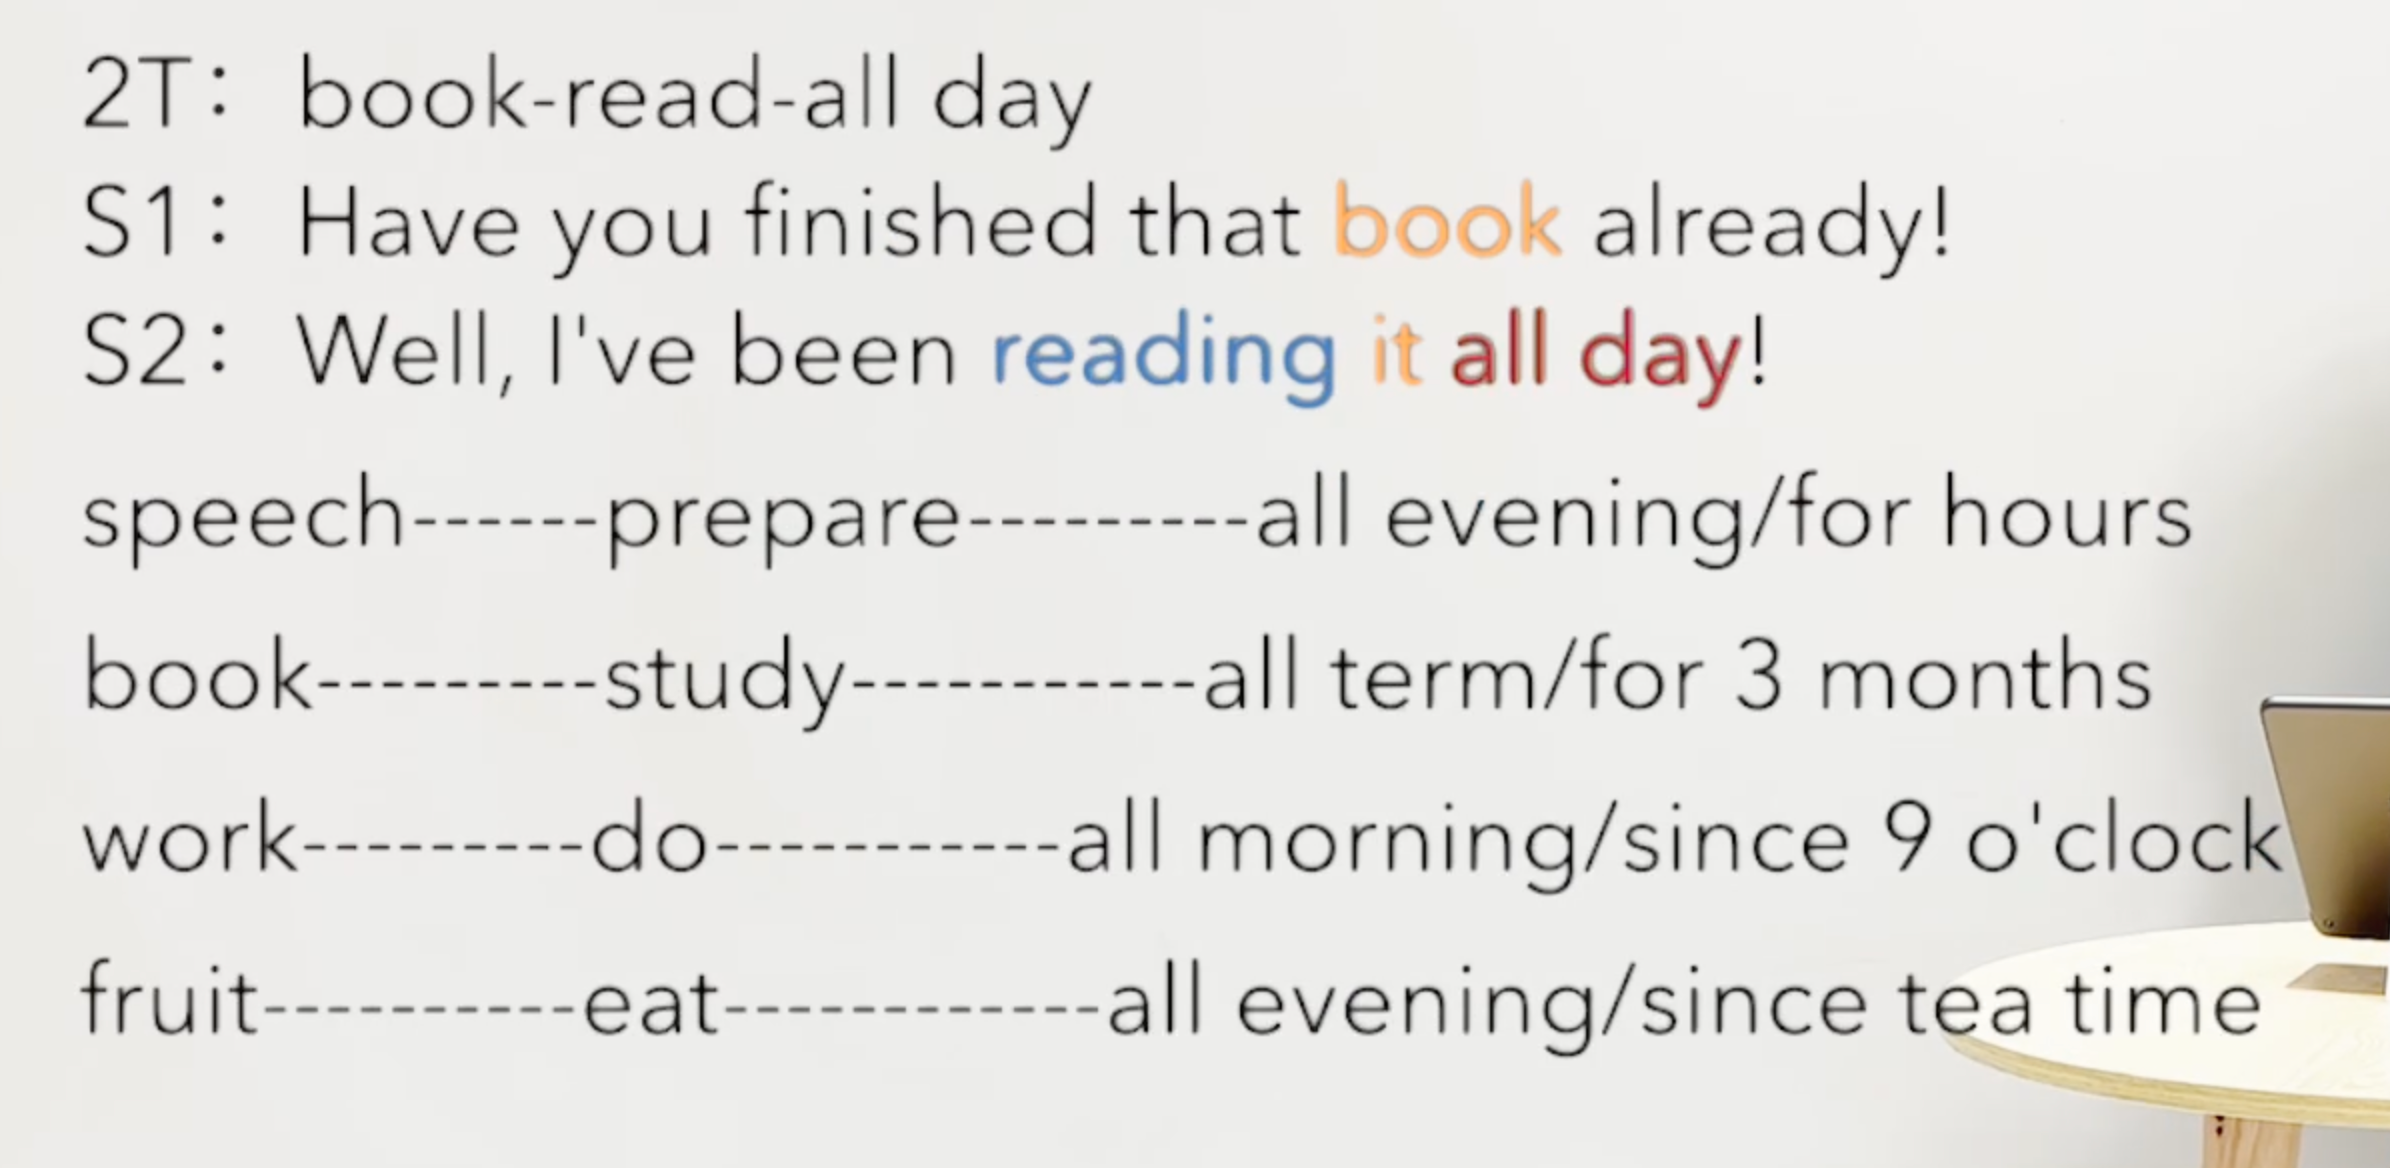 2T: book-read-all day
S1: Have you finished that book already!
S2: Well, I've been reading it all day!
speech------prepare---------all evening/for hours
book---------study-----------all term/for 3 months
work---------do-----------all morning/since 9 o'clock
fruit----------eat------------all evening/since tea time